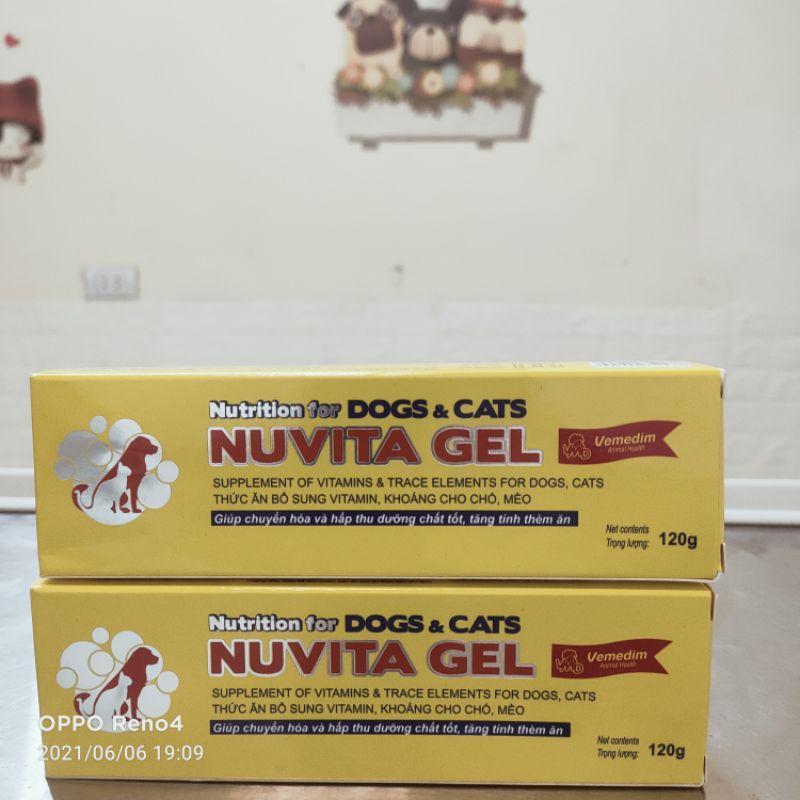 Nutrition for DOGS & CATS
NUVITA GEL
Vemedim
Animal Health
SUPPLEMENT OF VITAMINS & TRACE ELEMENTS FOR DOGS, CATS
THỨC ĂN BỔ SUNG VITAMIN, KHOÁNG CHO CHÓ, MÈO
Giúp chuyển hóa và hấp thu dưỡng chất tốt, tăng tính thèm ăn
Net contents
Trọng lượng: 120g
Nutrition for DOGS & CATS
NUVITA GEL
Vemedim
Animal Health
SUPPLEMENT OF VITAMINS & TRACE ELEMENTS FOR DOGS, CATS
THỨC ĂN BỔ SUNG VITAMIN, KHOÁNG CHO CHÓ, MÈO
Giúp chuyển hóa và hấp thu dưỡng chất tốt, tăng tính thèm ăn
Net contents
Trọng lượng: 120g
OPPO Reno4
2021/06/06 19:09